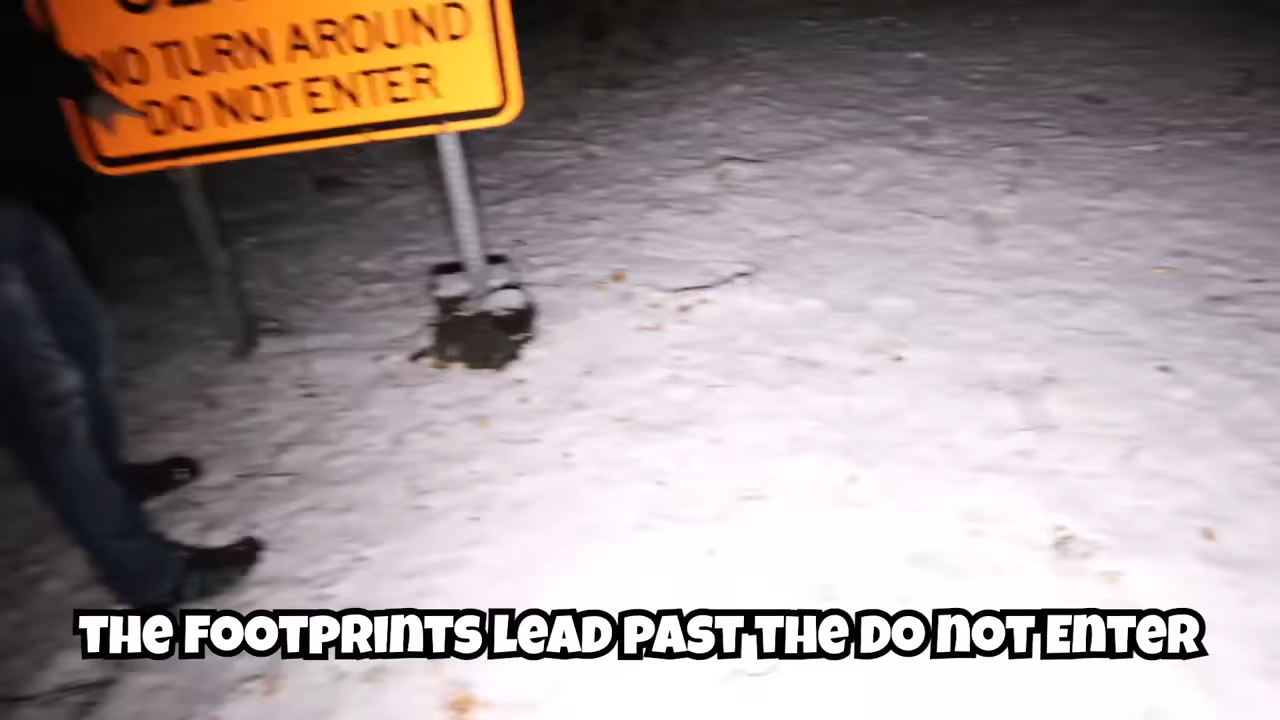 NO TURN AROUND
DO NOT ENTER
THE FOOTPRINTS LEAD PAST THE DO NOT ENTER